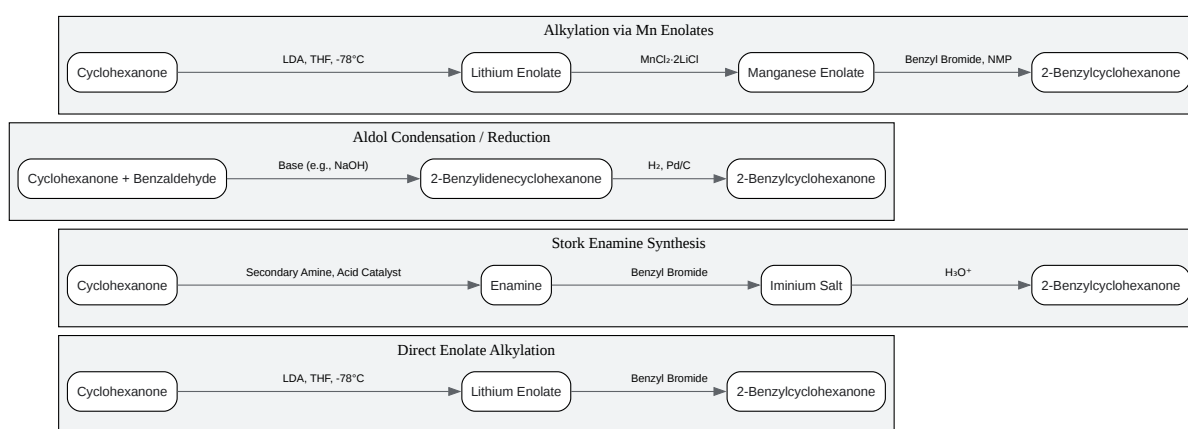 Alkylation via Mn Enolates
Cyclohexanone
LDA, THF, -78°C
Lithium Enolate
MnCl₂·2LiCl
Manganese Enolate
Benzyl Bromide, NMP
2-Benzylcyclohexanone
Aldol Condensation / Reduction
Cyclohexanone + Benzaldehyde
Base (e.g., NaOH)
2-Benzylidenecyclohexanone
H₂, Pd/C
2-Benzylcyclohexanone
Stork Enamine Synthesis
Cyclohexanone
Secondary Amine, Acid Catalyst
Enamine
Benzyl Bromide
Iminium Salt
H₃O⁺
2-Benzylcyclohexanone
Direct Enolate Alkylation
Cyclohexanone
LDA, THF, -78°C
Lithium Enolate
Benzyl Bromide
2-Benzylcyclohexanone